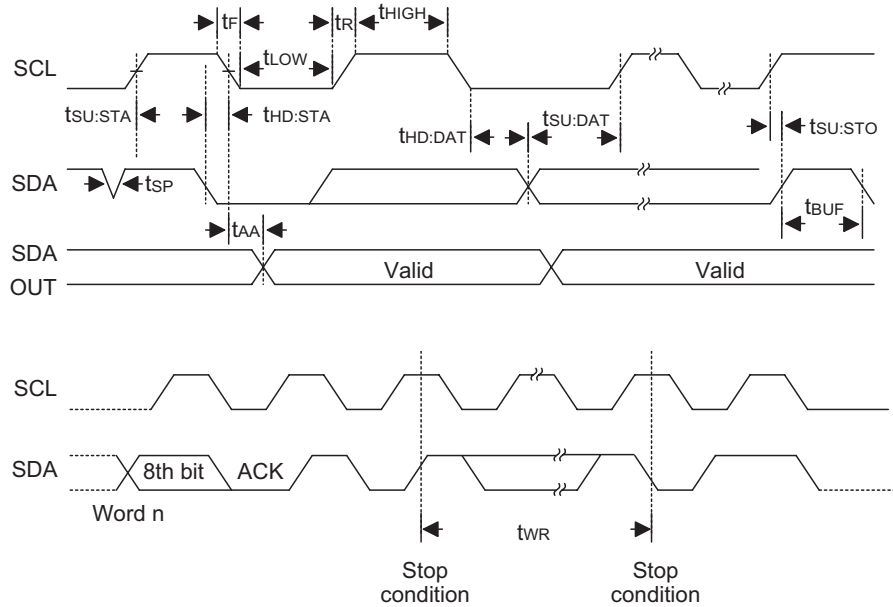 tF tR tHIGH
SCL tLOW
tSU:STA tHD:STA tHD:DAT tSU:DAT tSU:STO
SDA tSP tBUF
tAA
SDA
OUT Valid Valid
SCL
SDA 8th bit ACK
Word n
tWR
Stop condition Stop condition